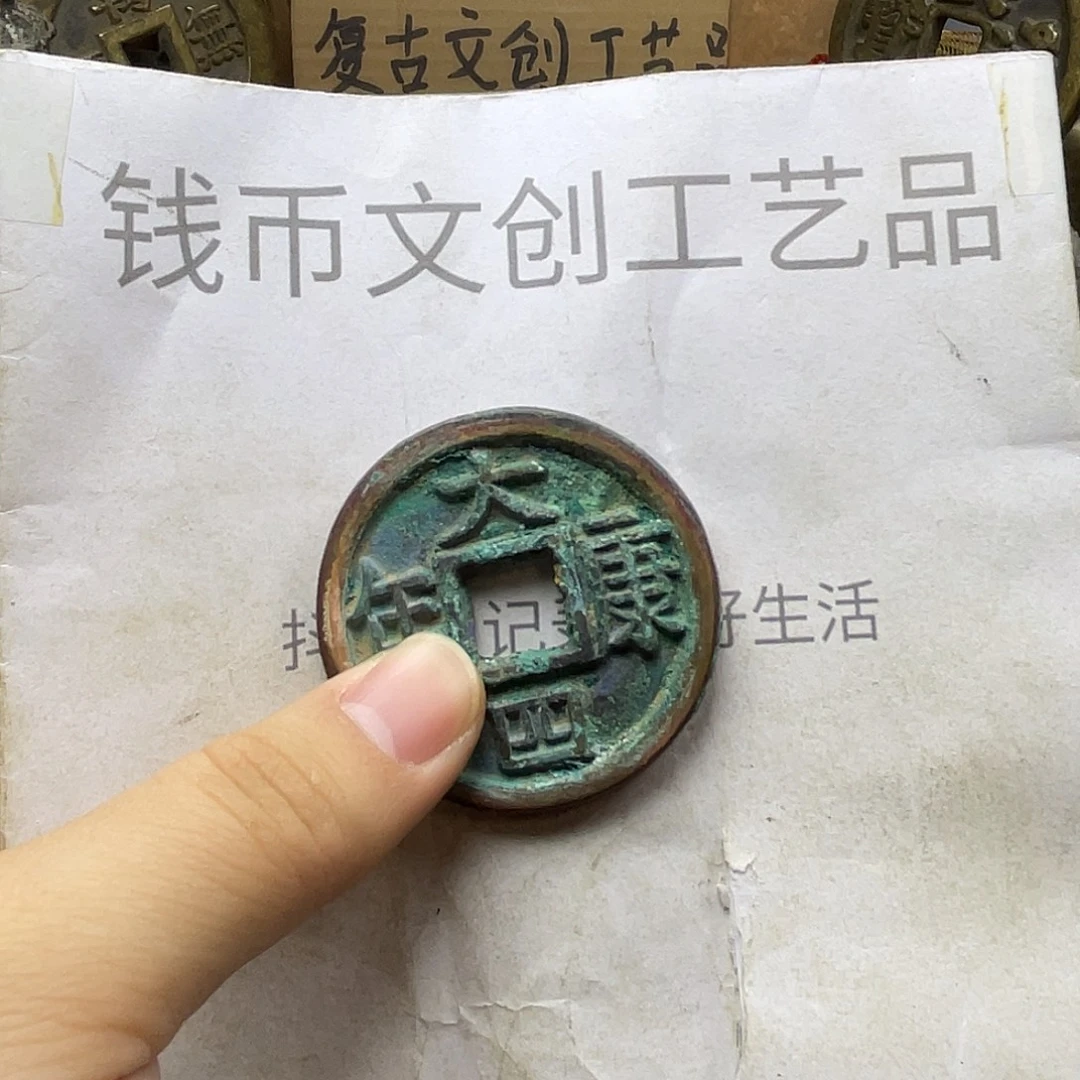 复古文创工艺品
钱币文创工艺品
大康四年
抖 记 好生活